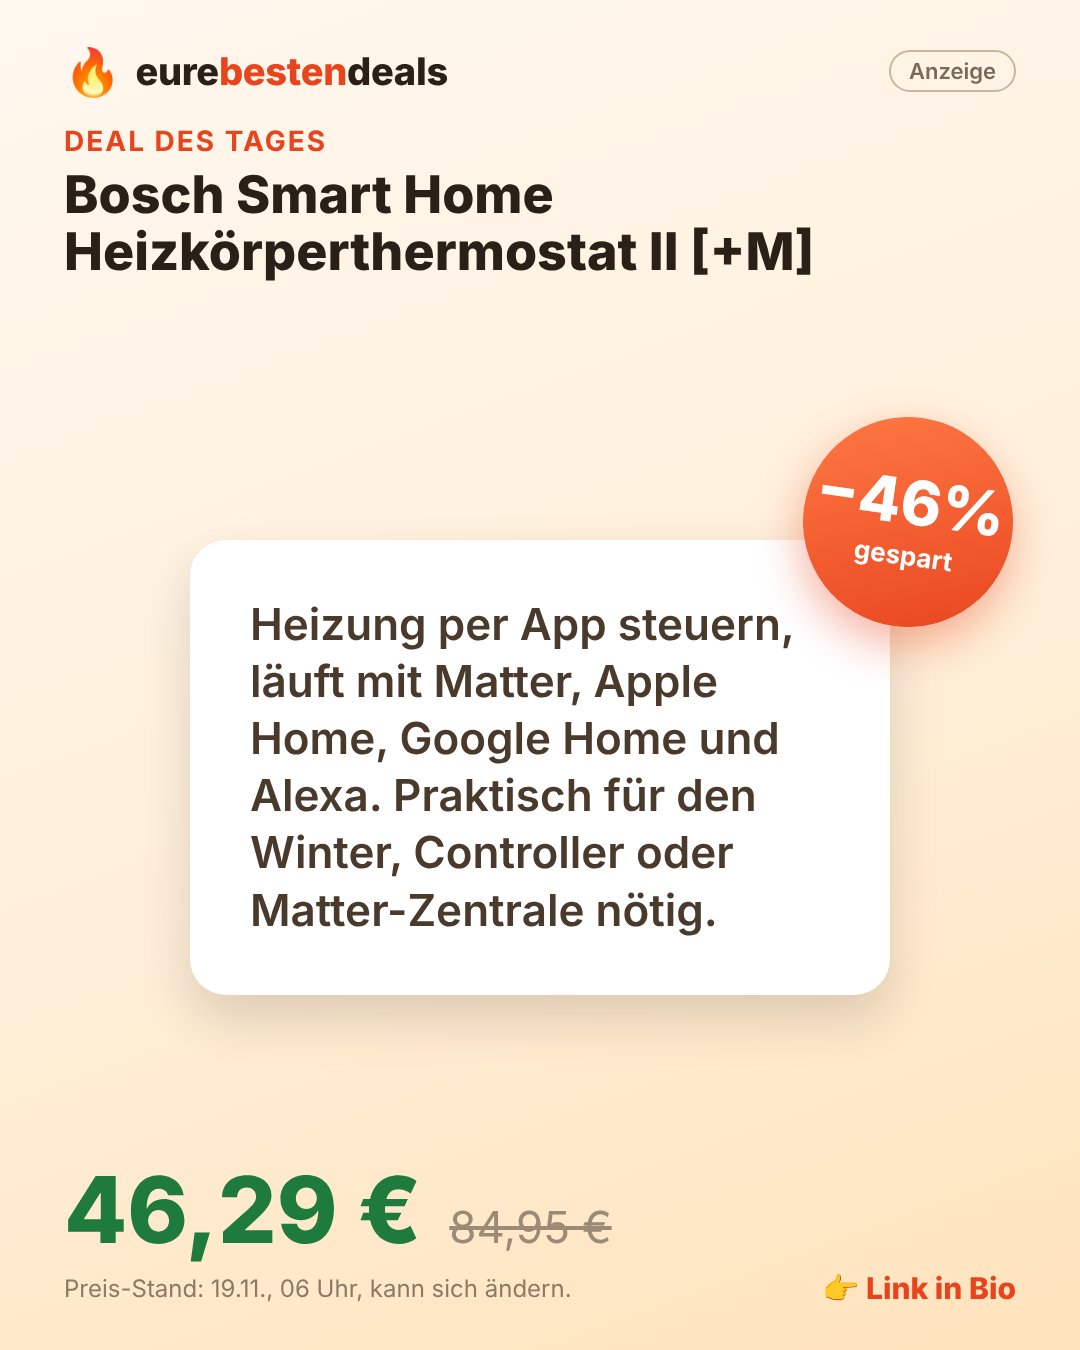 eurebestendeals
Anzeige
DEAL DES TAGES
Bosch Smart Home
Heizkörperthermostat II [+M]
−46%
gespart
Heizung per App steuern,
läuft mit Matter, Apple
Home, Google Home und
Alexa. Praktisch für den
Winter, Controller oder
Matter-Zentrale nötig.
46,29 € 84,95 €
Preis-Stand: 19.11., 06 Uhr, kann sich ändern.
👉 Link in Bio